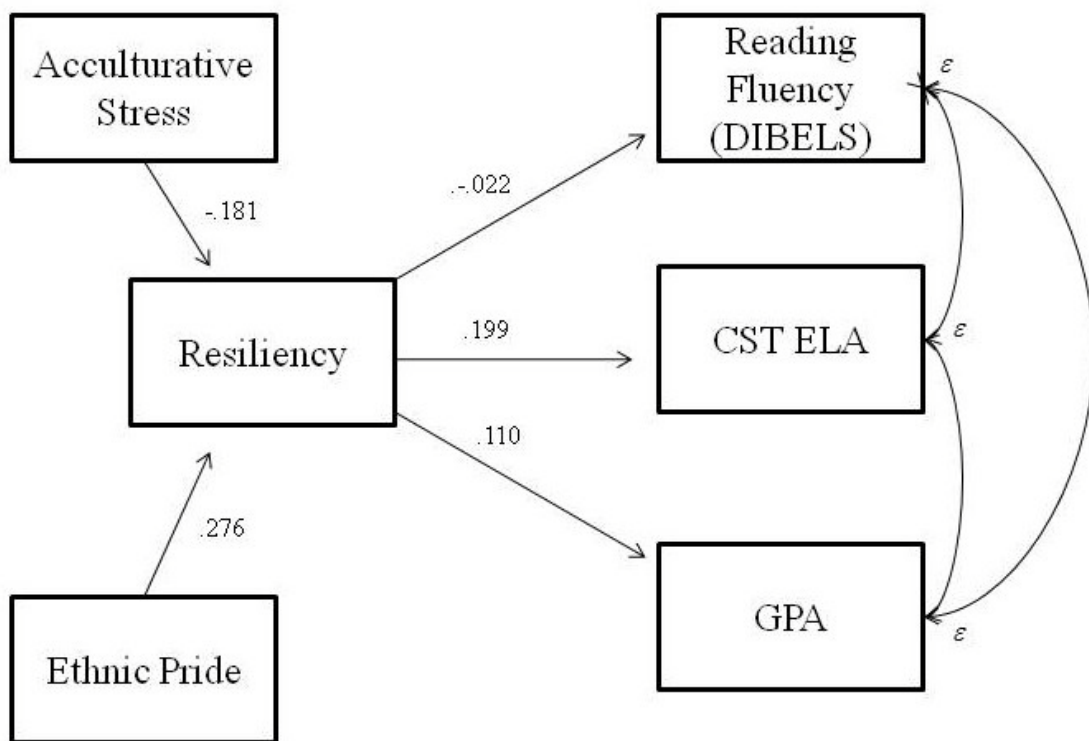 Acculturative
Stress
Reading
Fluency
(DIBELS)
ε
-.181
.-.022
Resiliency
.199
CST ELA
ε
.110
.276
Ethnic Pride
GPA
ε